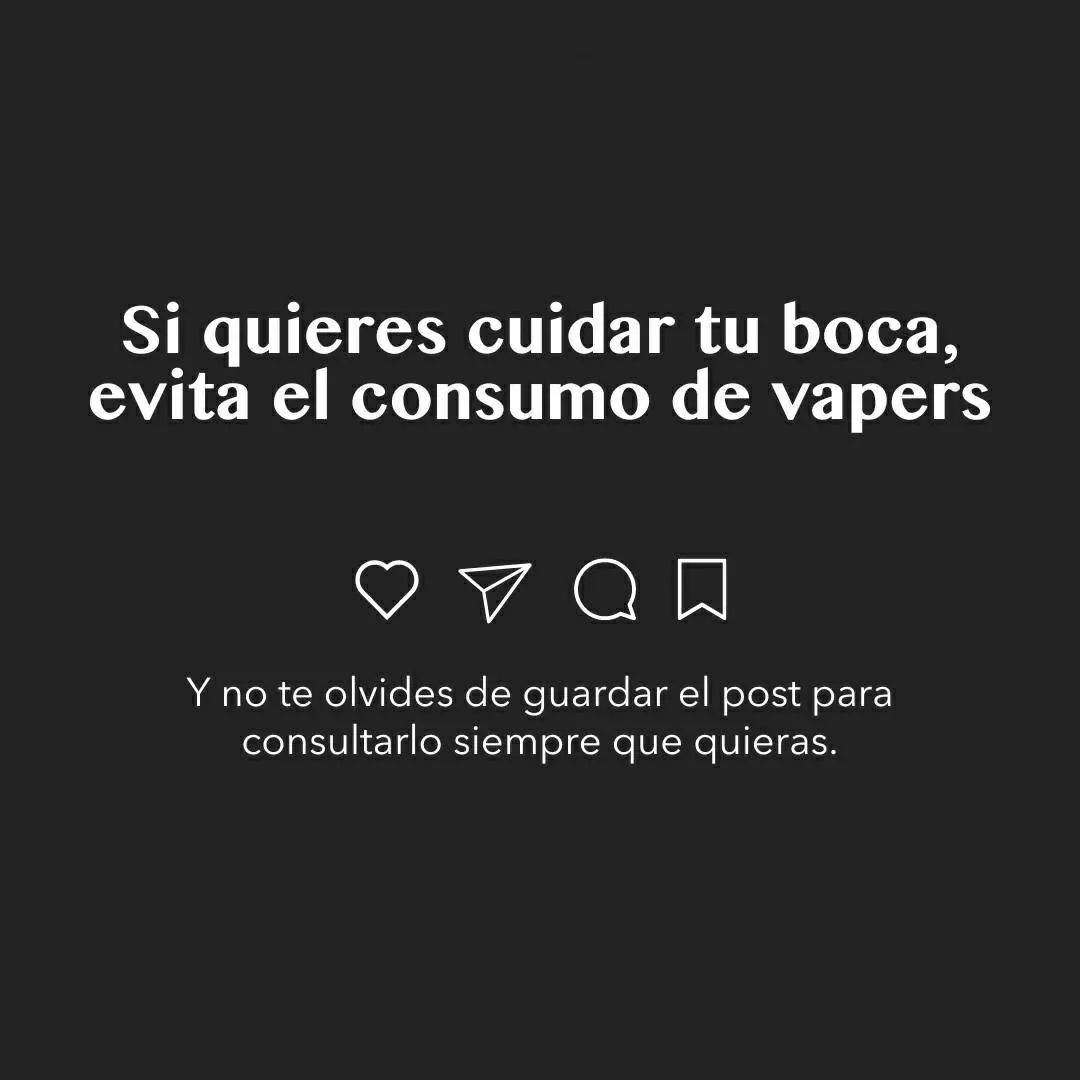 Si quieres cuidar tu boca,
evita el consumo de vapers
Y no te olvides de guardar el post para
consultarlo siempre que quieras.